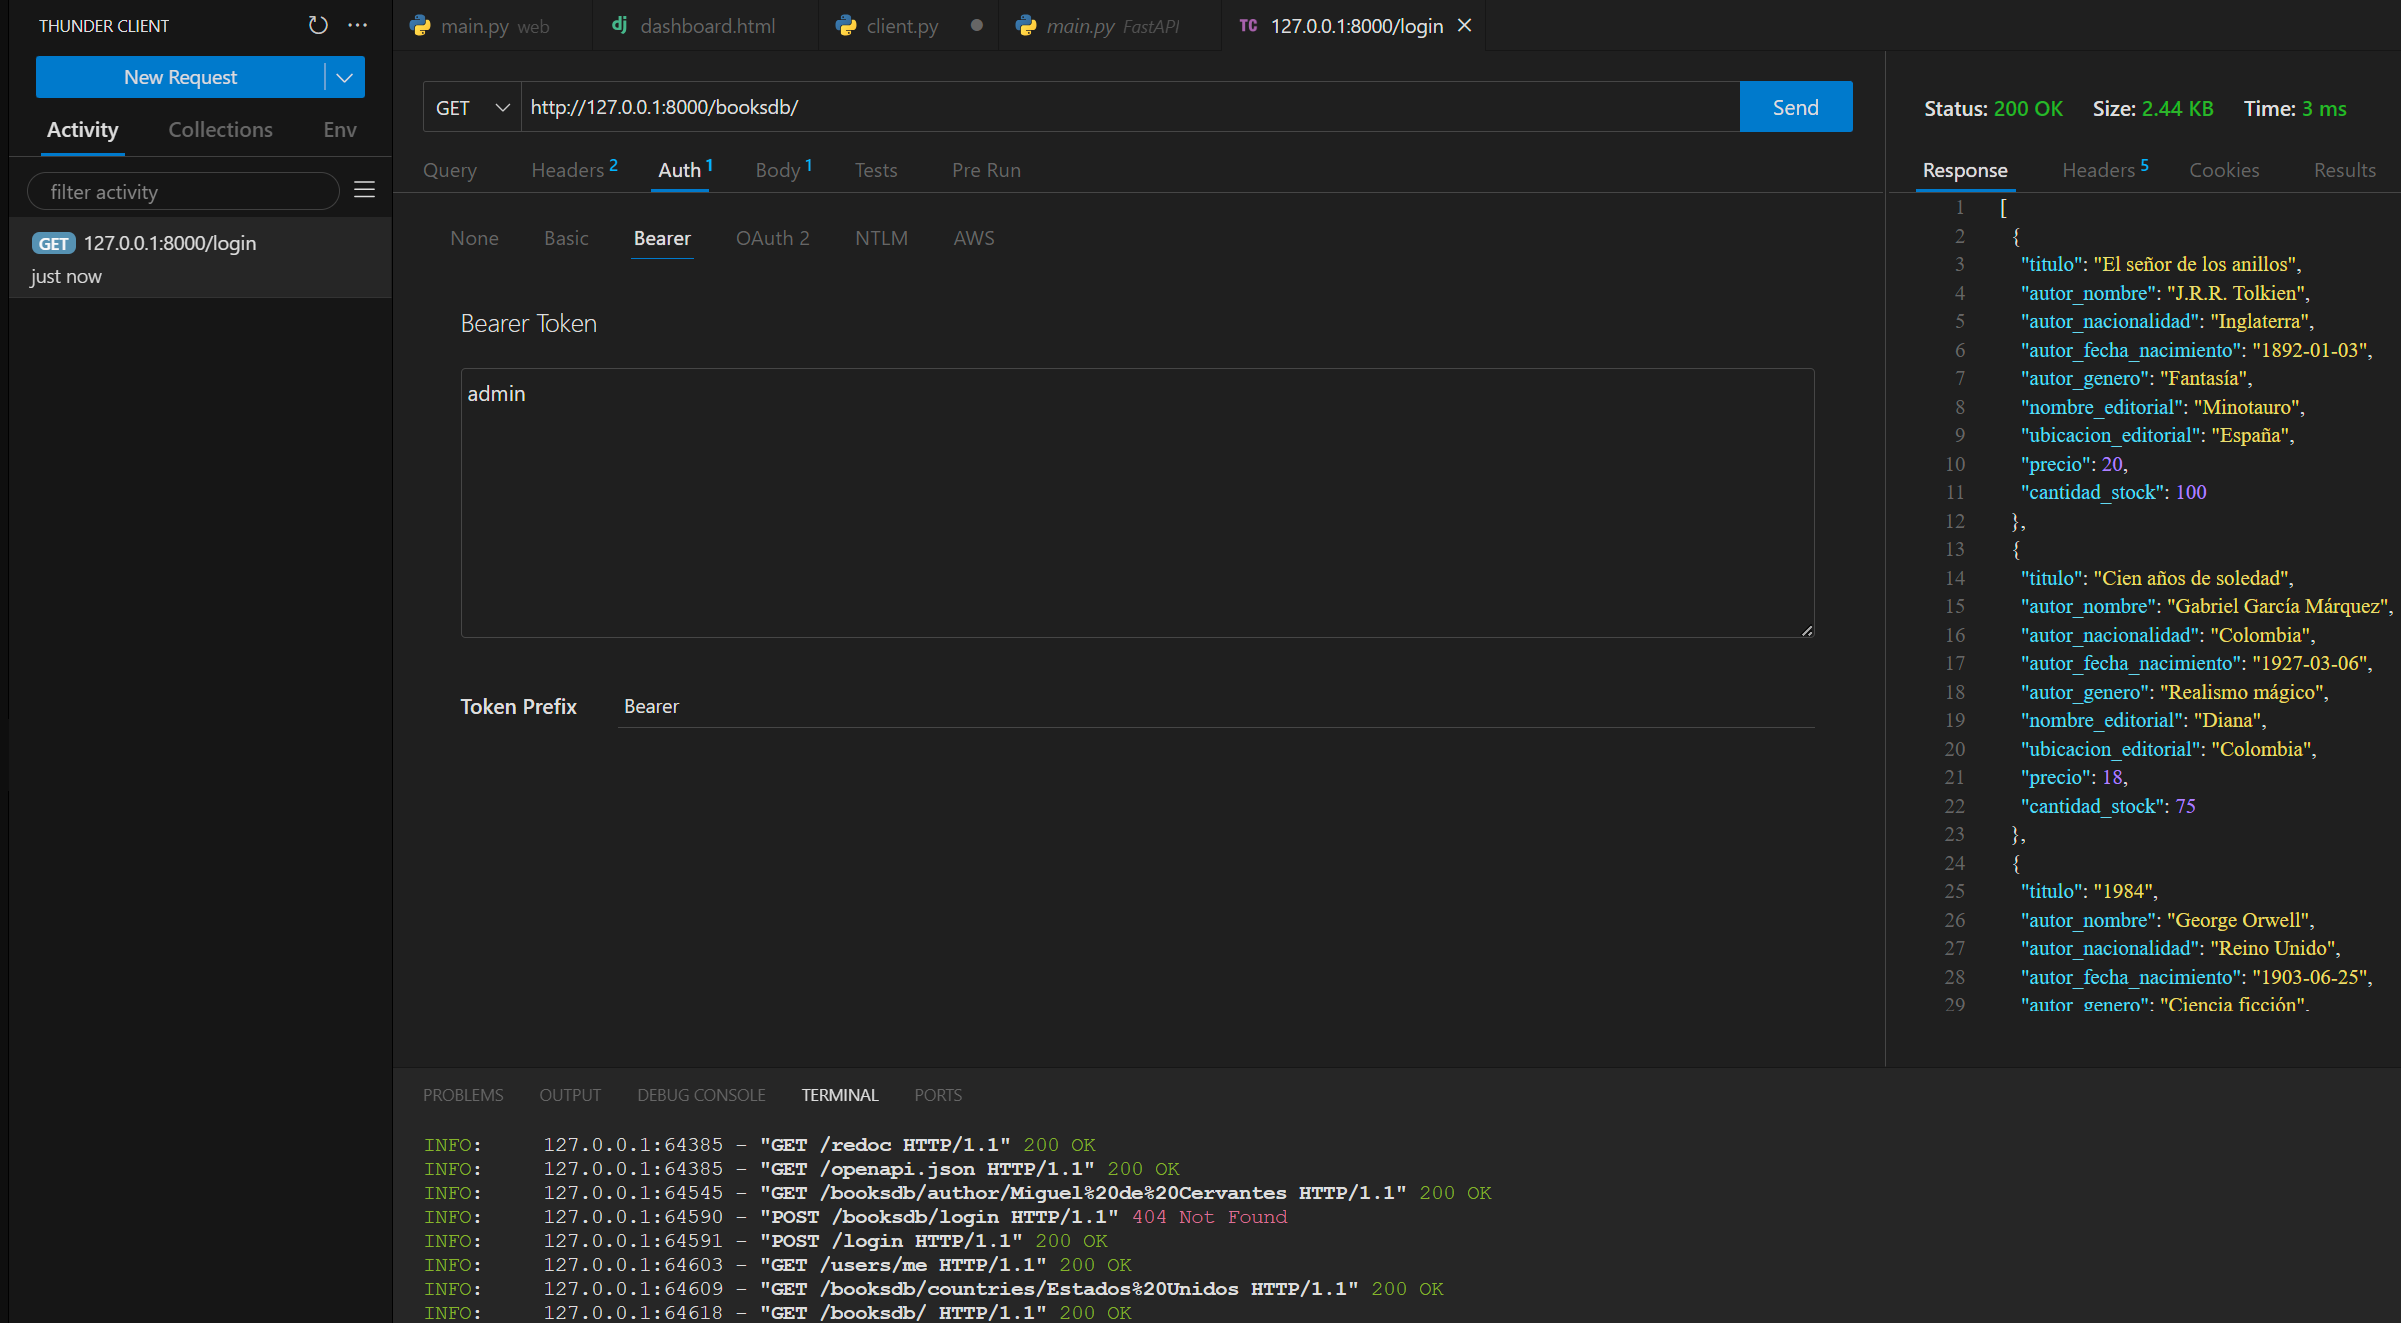 THUNDER CLIENT
New Request
Activity Collections Env
filter activity
GET 127.0.0.1:8000/login
just now
main.py web
dashboard.html
client.py
main.py FastAPI
TC 127.0.0.1:8000/login
GET http://127.0.0.1:8000/booksdb/ Send
Query Headers 2 Auth 1 Body 1 Tests Pre Run
None Basic Bearer OAuth 2 NTLM AWS
Bearer Token
admin
Token Prefix Bearer
Status: 200 OK Size: 2.44 KB Time: 3 ms
Response Headers 5 Cookies Results
1 [
2 {
3 "titulo": "El señor de los anillos",
4 "autor_nombre": "J.R.R. Tolkien",
5 "autor_nacionalidad": "Inglaterra",
6 "autor_fecha_nacimiento": "1892-01-03",
7 "autor_genero": "Fantasía",
8 "nombre_editorial": "Minotauro",
9 "ubicacion_editorial": "España",
10 "precio": 20,
11 "cantidad_stock": 100
12 },
13 {
14 "titulo": "Cien años de soledad",
15 "autor_nombre": "Gabriel García Márquez",
16 "autor_nacionalidad": "Colombia",
17 "autor_fecha_nacimiento": "1927-03-06",
18 "autor_genero": "Realismo mágico",
19 "nombre_editorial": "Diana",
20 "ubicacion_editorial": "Colombia",
21 "precio": 18,
22 "cantidad_stock": 75
23 },
24 {
25 "titulo": "1984",
26 "autor_nombre": "George Orwell",
27 "autor_nacionalidad": "Reino Unido",
28 "autor_fecha_nacimiento": "1903-06-25",
29 "autor_genero": "Ciencia ficción",
PROBLEMS OUTPUT DEBUG CONSOLE TERMINAL PORTS
INFO: 127.0.0.1:64385 - "GET /redoc HTTP/1.1" 200 OK
INFO: 127.0.0.1:64385 - "GET /openapi.json HTTP/1.1" 200 OK
INFO: 127.0.0.1:64545 - "GET /booksdb/author/Miguel%20de%20Cervantes HTTP/1.1" 200 OK
INFO: 127.0.0.1:64590 - "POST /booksdb/login HTTP/1.1" 404 Not Found
INFO: 127.0.0.1:64591 - "POST /login HTTP/1.1" 200 OK
INFO: 127.0.0.1:64603 - "GET /users/me HTTP/1.1" 200 OK
INFO: 127.0.0.1:64609 - "GET /booksdb/countries/Estados%20Unidos HTTP/1.1" 200 OK
INFO: 127.0.0.1:64618 - "GET /booksdb/ HTTP/1.1" 200 OK